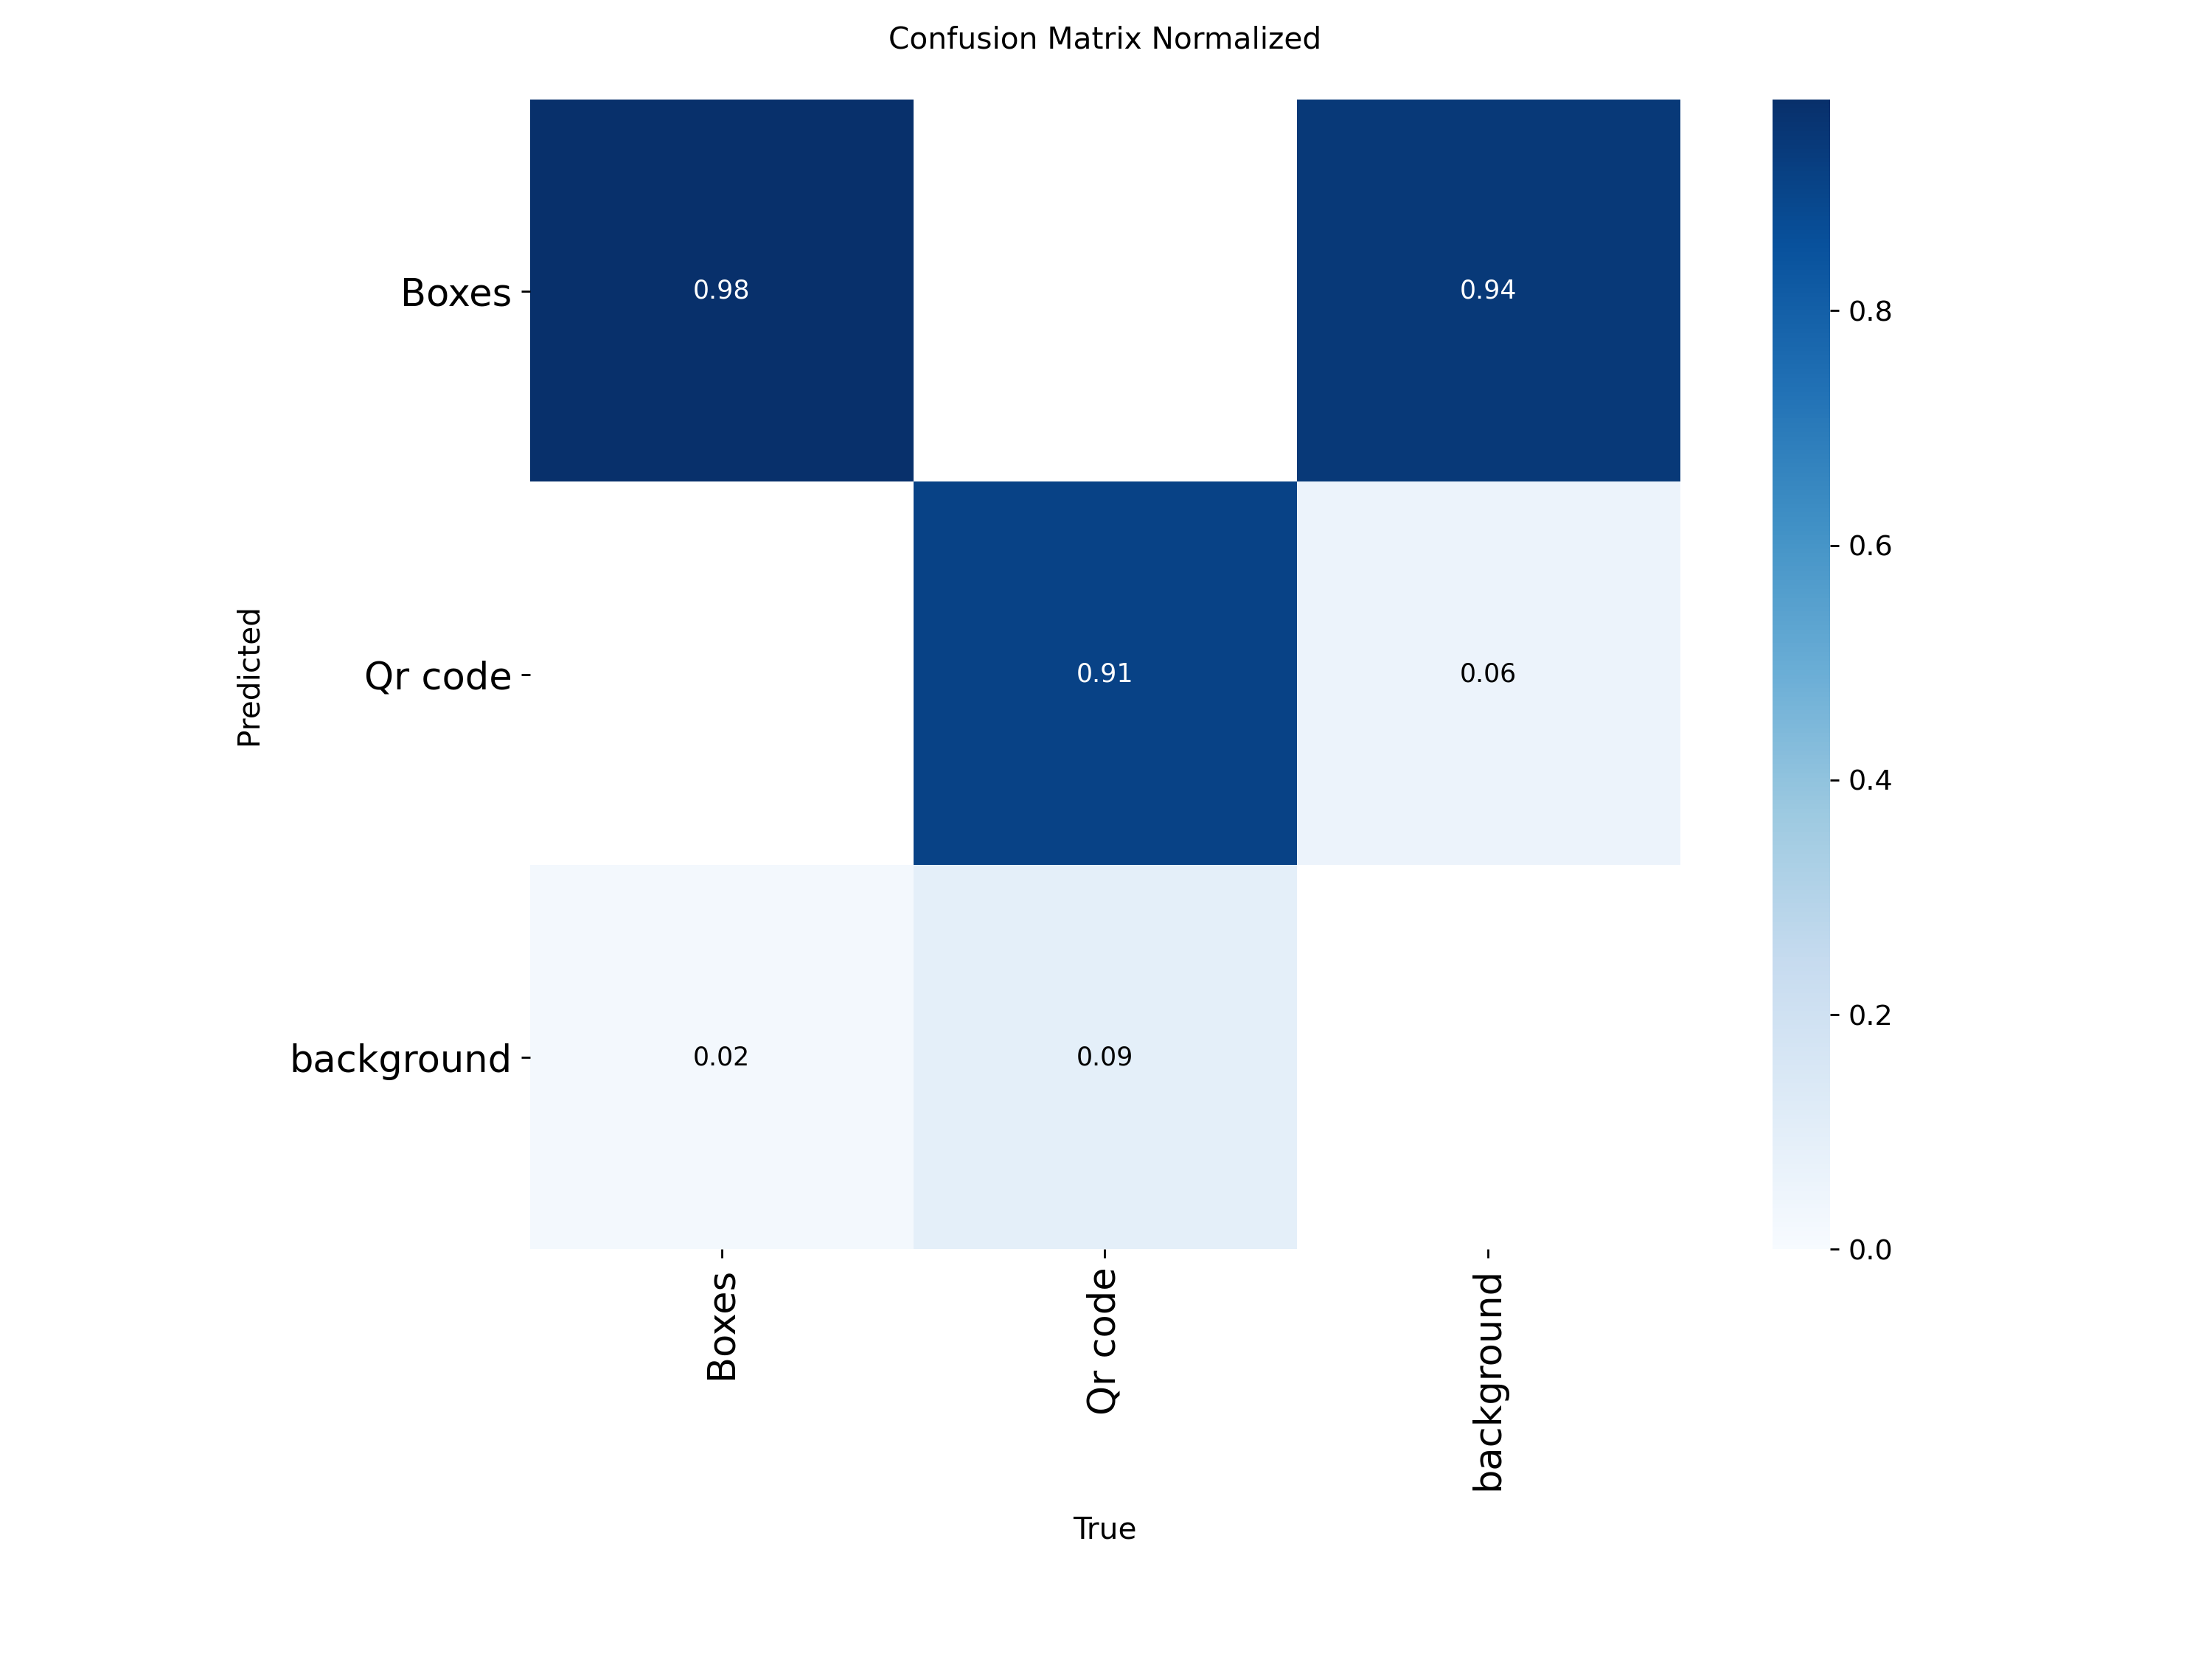 Confusion Matrix Normalized
Predicted
Boxes
0.98
0.94
Qr code
0.91
0.06
background
0.02
0.09
Boxes
Qr code
background
True
0.8
0.6
0.4
0.2
0.0